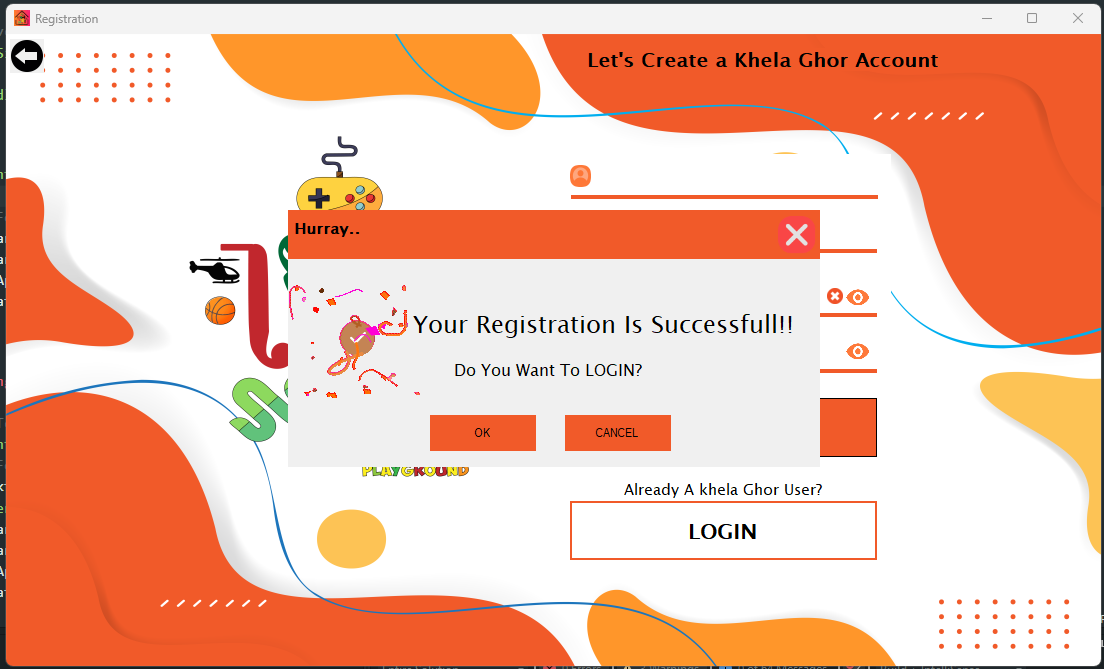 Registration
Let's Create a Khela Ghor Account
Hurray..
Your Registration Is Successfull!!
Do You Want To LOGIN?
OK
CANCEL
PLAYGROUND
Already A khela Ghor User?
LOGIN